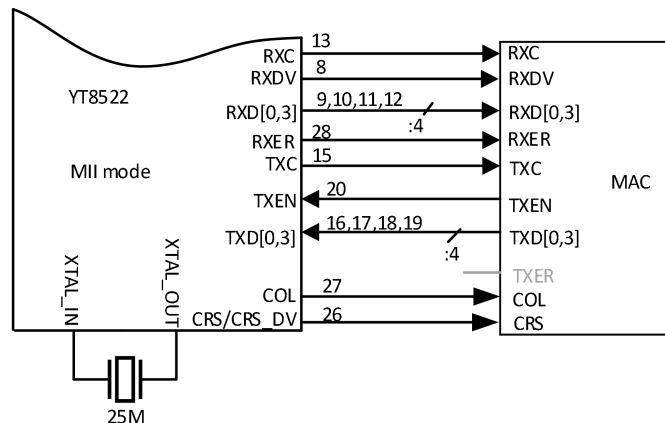 RXC 13 RXC
RXDV 8 RXDV
YT8522
RXD[0,3] 9,10,11,12 :4 RXD[0,3]
RXER 28 RXER
TXC 15 TXC
MII mode
MAC
TXEN 20 TXEN
TXD[0,3] 16,17,18,19 :4 TXD[0,3]
TXER
COL 27 COL
CRS/CRS_DV 26 CRS
XTAL_IN
XTAL_OUT
25M